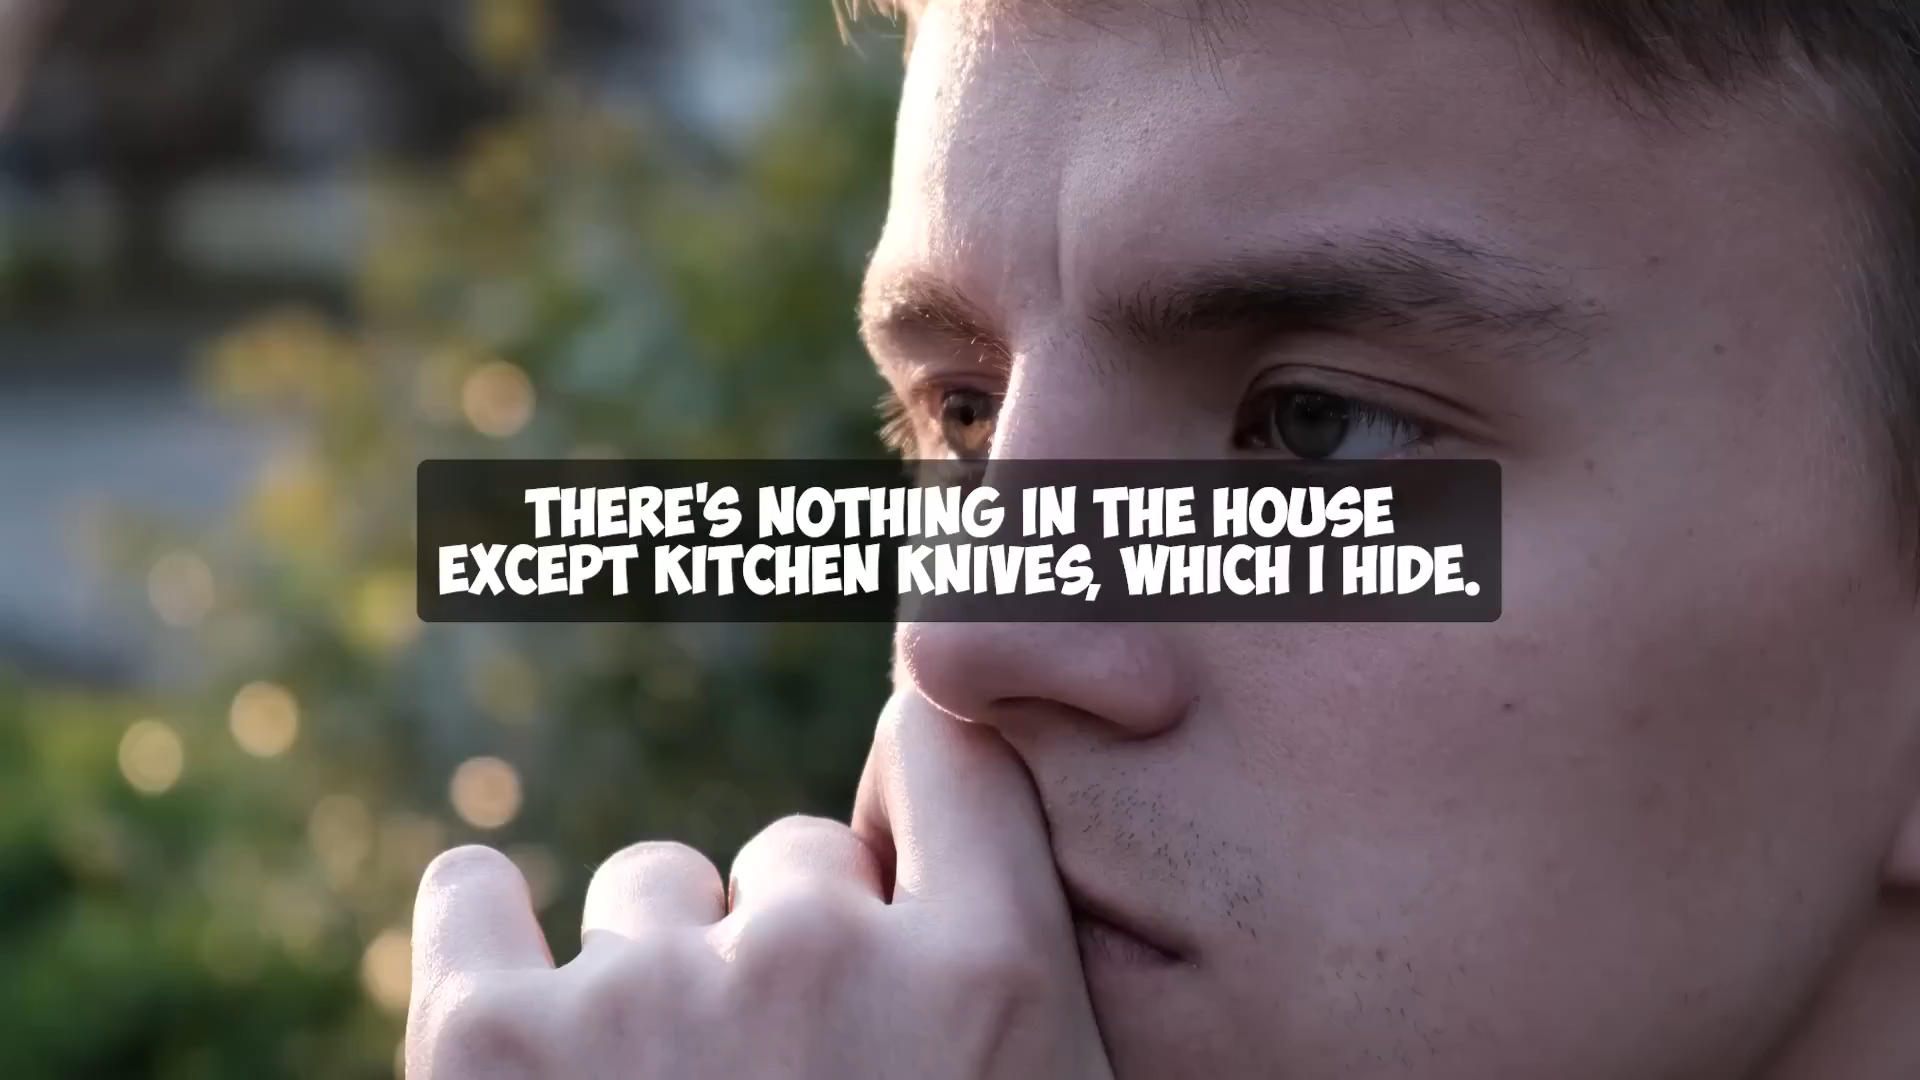 THERE'S NOTHING IN THE HOUSE
EXCEPT KITCHEN KNIVES, WHICH I HIDE.